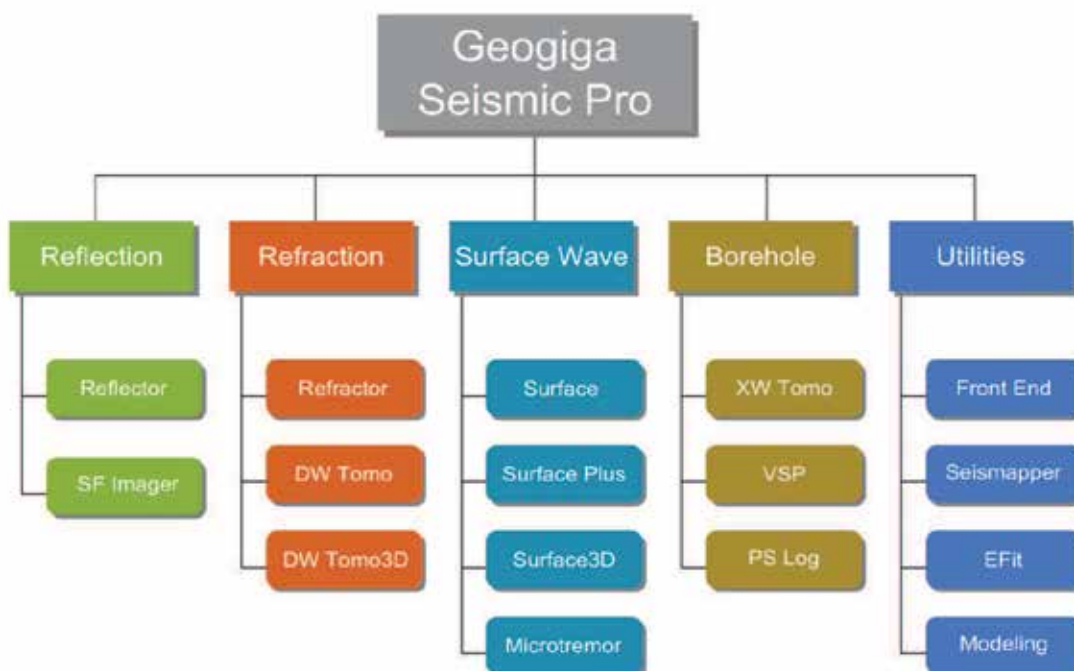 Geogiga
Seismic Pro
Reflection
Refraction
Surface Wave
Borehole
Utilities
Reflector
SF Imager
Refractor
DW Tomo
DW Tomo3D
Surface
Surface Plus
Surface3D
Microtremor
XW Tomo
VSP
PS Log
Front End
Seismapper
EFit
Modeling